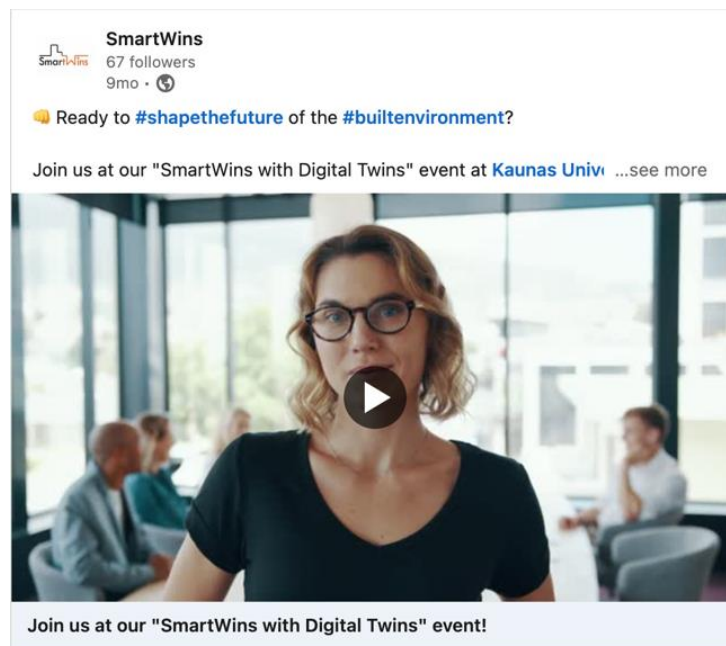 SmartWins
SmartWins
67 followers
9mo •
👊 Ready to #shapethefuture of the #builtenvironment?
Join us at our "SmartWins with Digital Twins" event at Kaunas Univ ...see more
Join us at our "SmartWins with Digital Twins" event!